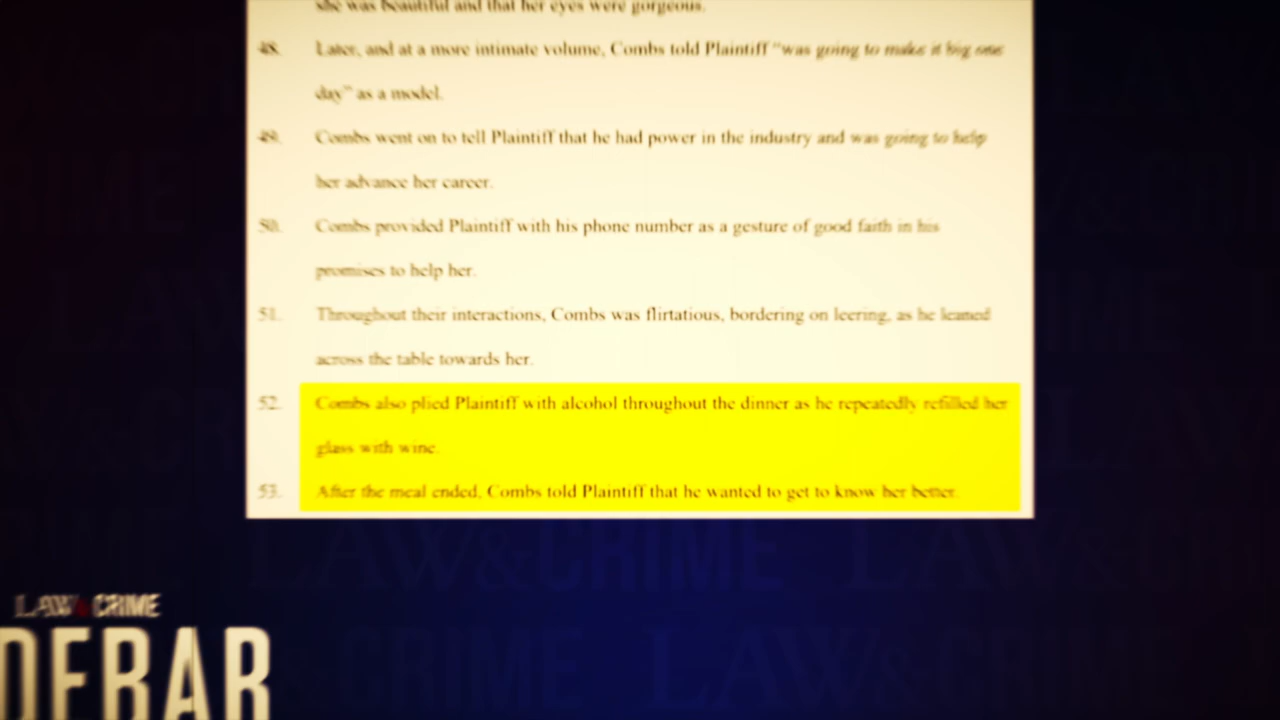 she was beautiful and that her eyes were gorgeous.
48. Later, and at a more intimate volume, Combs told Plaintiff "was going to make it big one
day" as a model.
49. Combs went on to tell Plaintiff that he had power in the industry and was going to help
her advance her career.
50. Combs provided Plaintiff with his phone number as a gesture of good faith in his
promises to help her.
51. Throughout their interactions, Combs was flirtatious, bordering on leering, as he leaned
across the table towards her.
52. Combs also plied Plaintiff with alcohol throughout the dinner as he repeatedly refilled her
glass with wine.
53. After the meal ended, Combs told Plaintiff that he wanted to get to know her better.
LAW&CRIME LAW&
LAW&CRIME
DEBAR